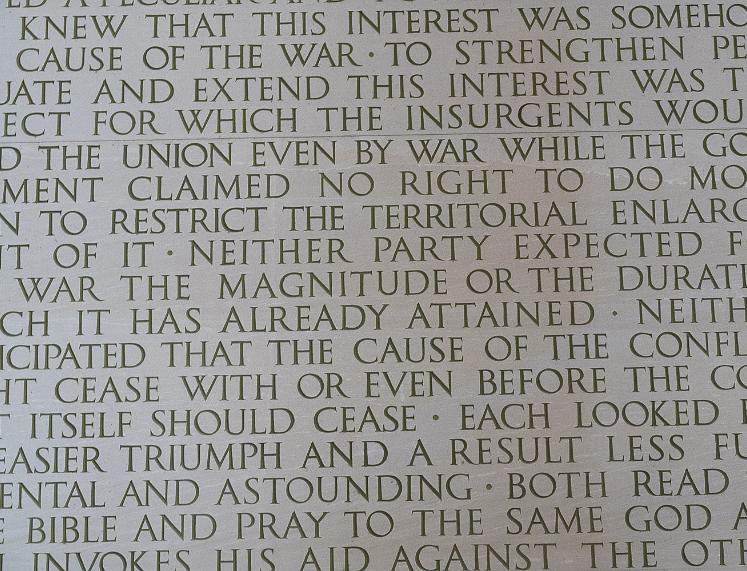 ED A PECULIAR AND
KNEW THAT THIS INTEREST WAS SOMEHO
CAUSE OF THE WAR · TO STRENGTHEN PE
UATE AND EXTEND THIS INTEREST WAS T
ECT FOR WHICH THE INSURGENTS WOU
D THE UNION EVEN BY WAR WHILE THE GO
MENT CLAIMED NO RIGHT TO DO MO
N TO RESTRICT THE TERRITORIAL ENLARG
NT OF IT · NEITHER PARTY EXPECTED F
WAR THE MAGNITUDE OR THE DURATI
CH IT HAS ALREADY ATTAINED · NEITH
ICIPATED THAT THE CAUSE OF THE CONFL
HT CEASE WITH OR EVEN BEFORE THE CO
T ITSELF SHOULD CEASE · EACH LOOKED
EASIER TRIUMPH AND A RESULT LESS FU
ENTAL AND ASTOUNDING · BOTH READ
E BIBLE AND PRAY TO THE SAME GOD A
INVOKES HIS AID AGAINST THE OTH